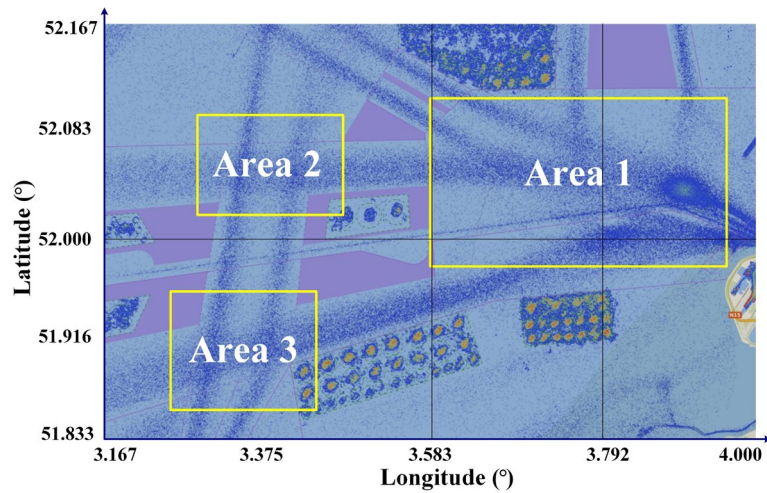 52.167
52.083
52.000
51.916
51.833
Latitude (°)
Area 2
Area 1
Area 3
N15
3.167
3.375
3.583
3.792
4.000
Longitude (°)